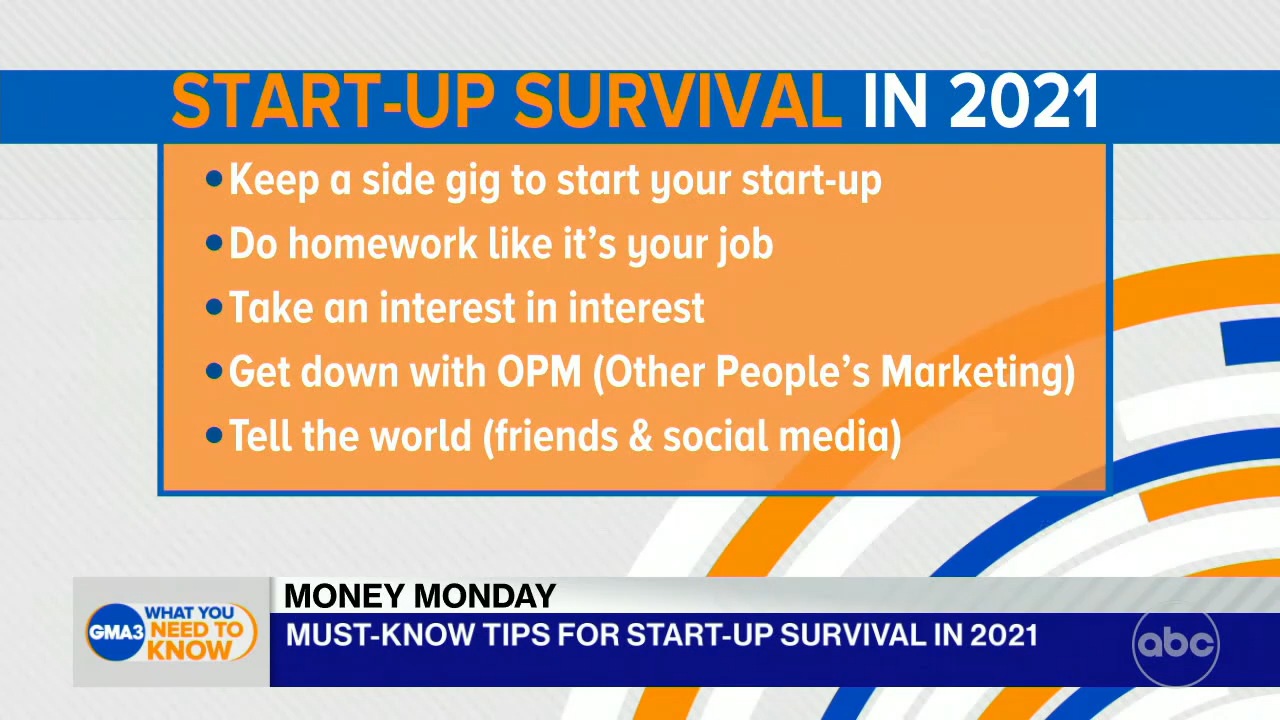 START-UP SURVIVAL IN 2021
•Keep a side gig to start your start-up
•Do homework like it's your job
•Take an interest in interest
•Get down with OPM (Other People's Marketing)
•Tell the world (friends & social media)
MONEY MONDAY
MUST-KNOW TIPS FOR START-UP SURVIVAL IN 2021
GMA3
WHAT YOU
NEED TO
KNOW
abc